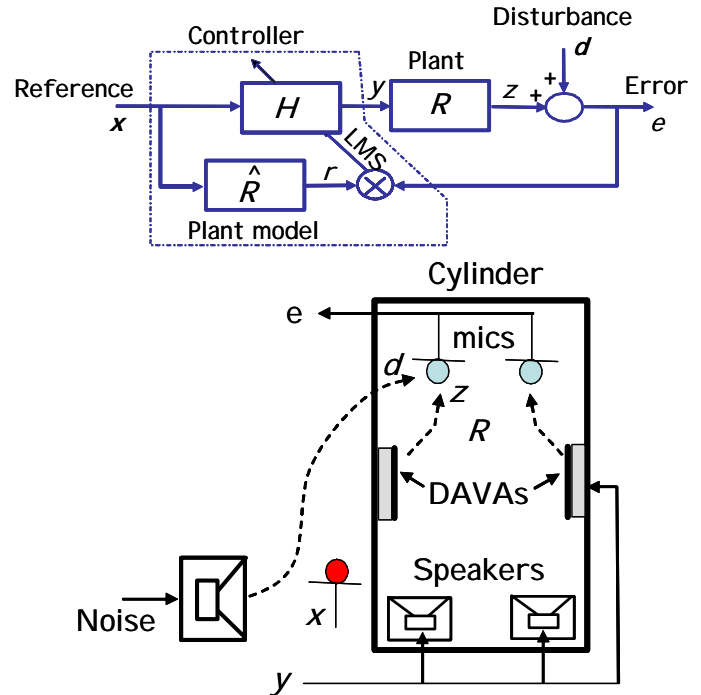 Disturbance
Controller
d
Plant
Reference
+
y
z
+
Error
x
H
R
e
LMS
^
R
r
Plant model
Cylinder
e
mics
d
z
R
DAVAs
Speakers
Noise
x
y